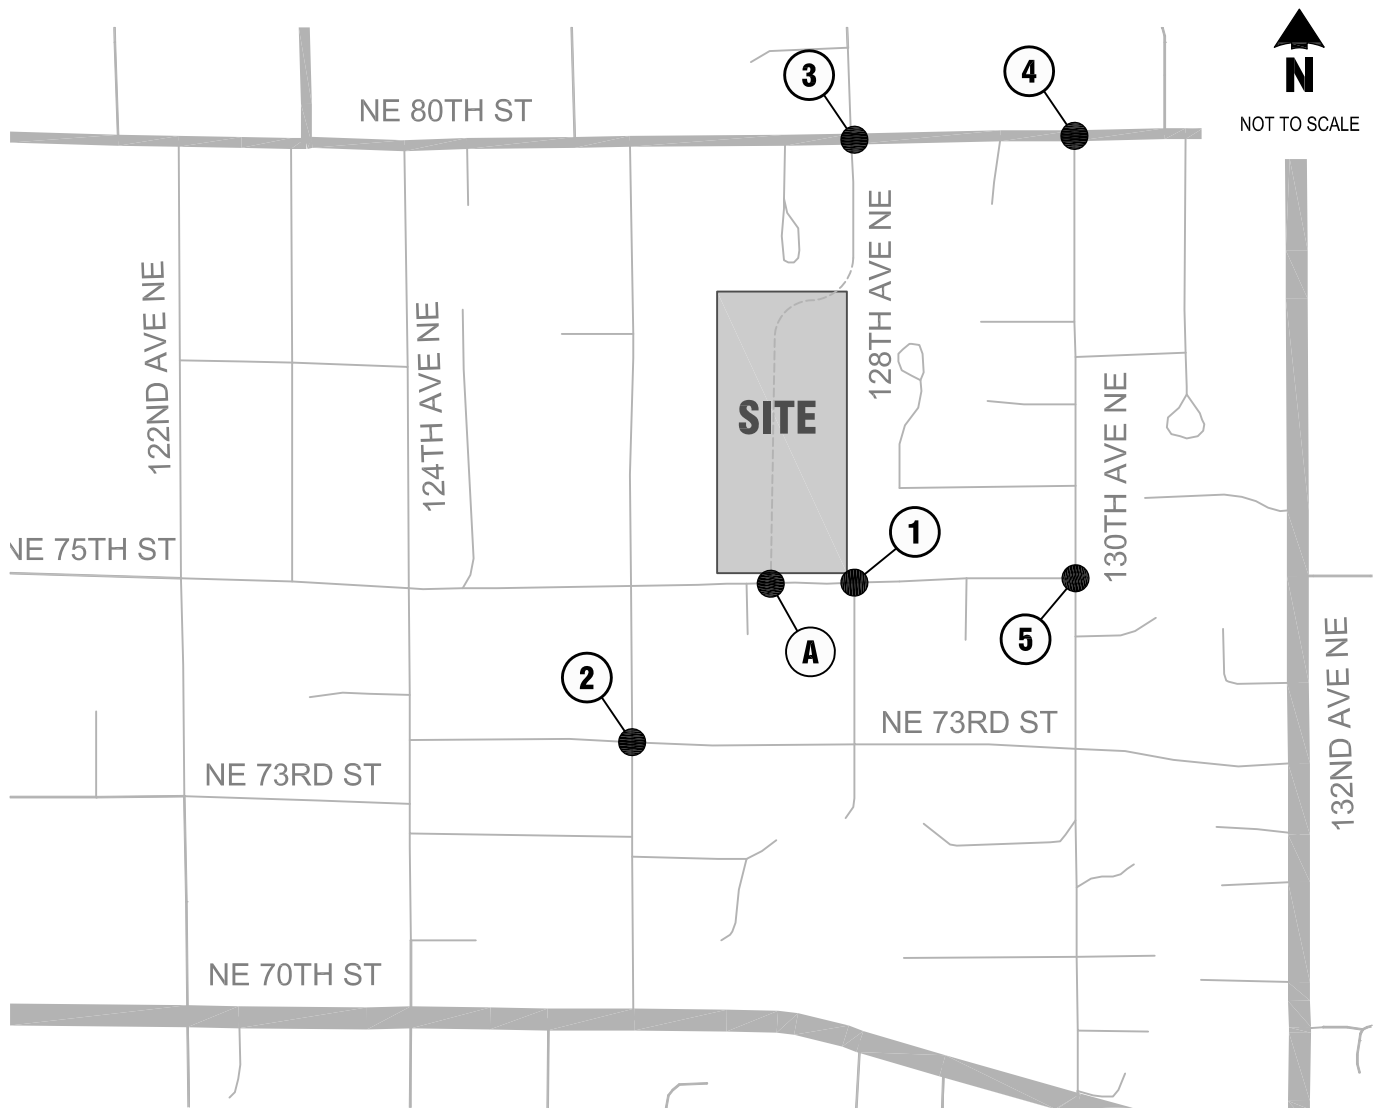 3
4
N
NE 80TH ST
NOT TO SCALE
128TH AVE NE
122ND AVE NE
124TH AVE NE
SITE
130TH AVE NE
1
NE 75TH ST
A
5
132ND AVE NE
2
NE 73RD ST
NE 73RD ST
NE 70TH ST